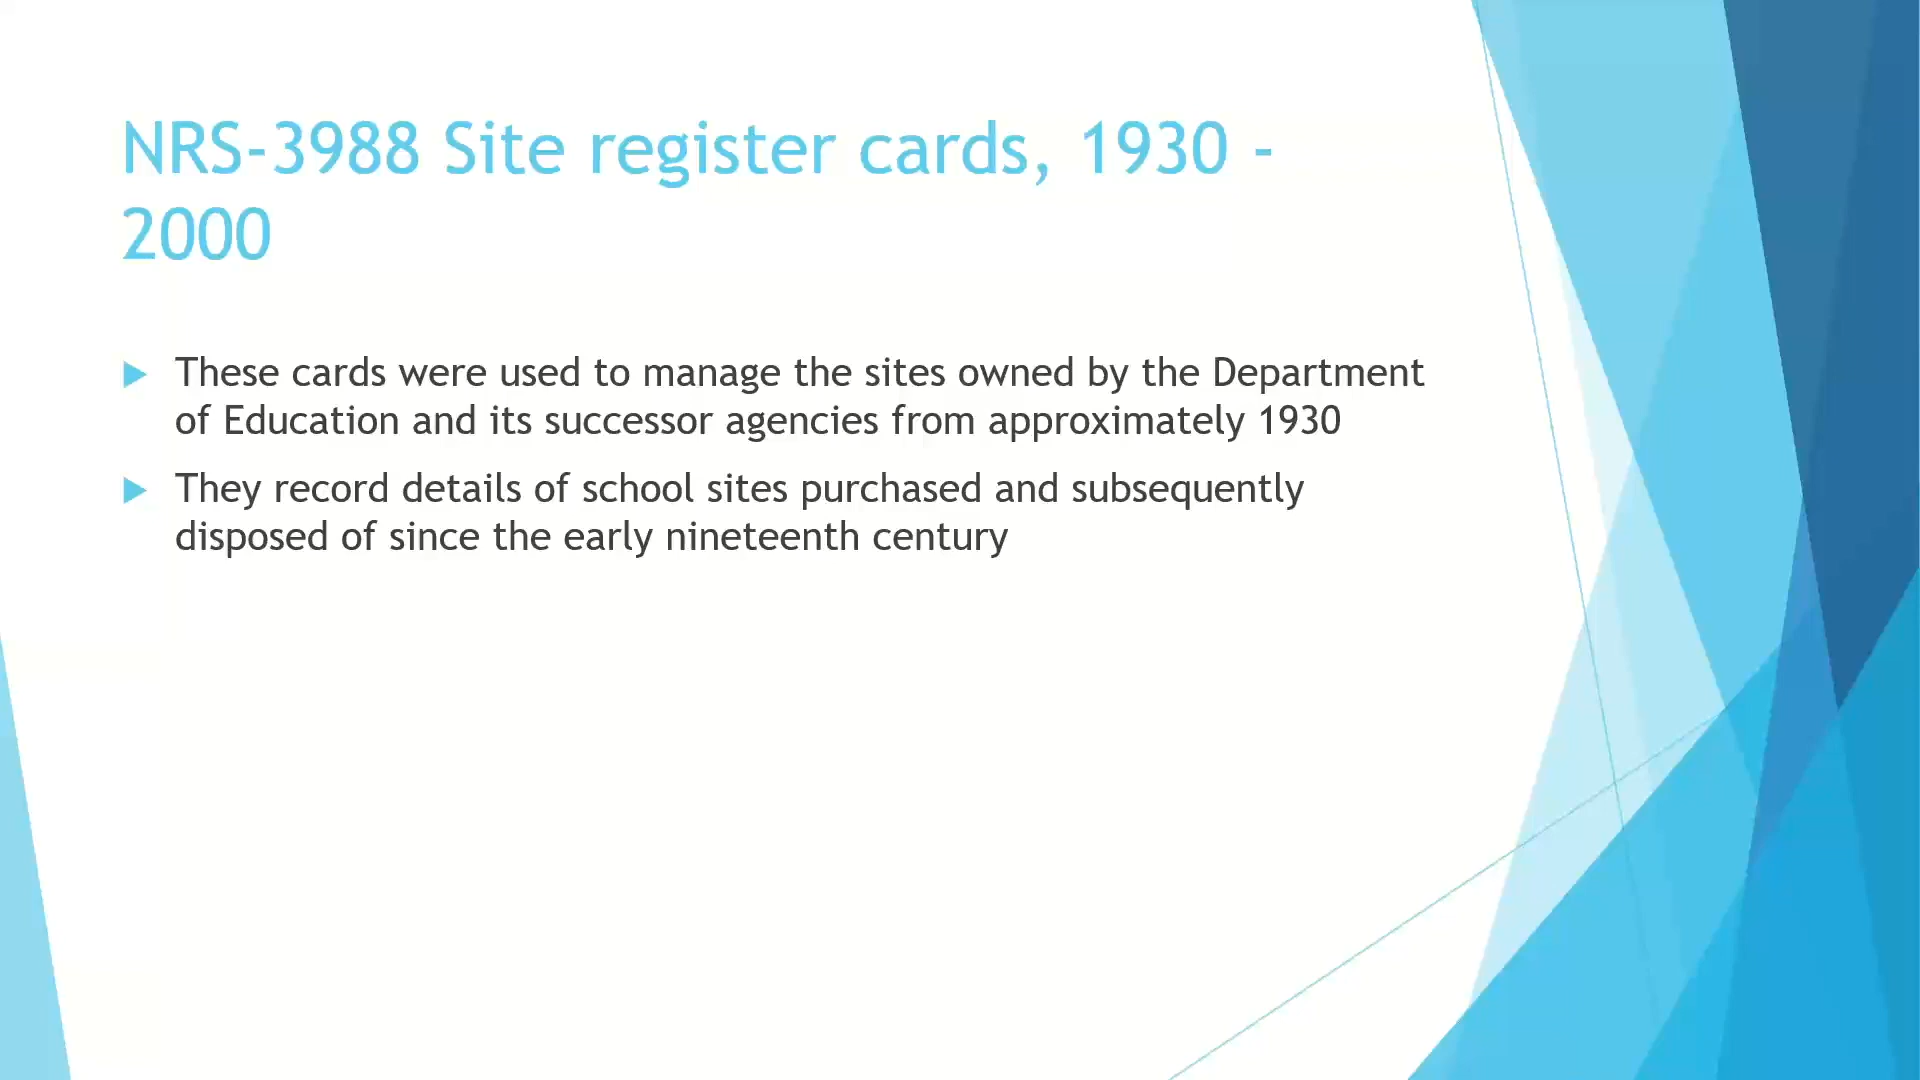 NRS-3988 Site register cards, 1930 -
2000
These cards were used to manage the sites owned by the Department
of Education and its successor agencies from approximately 1930
They record details of school sites purchased and subsequently
disposed of since the early nineteenth century